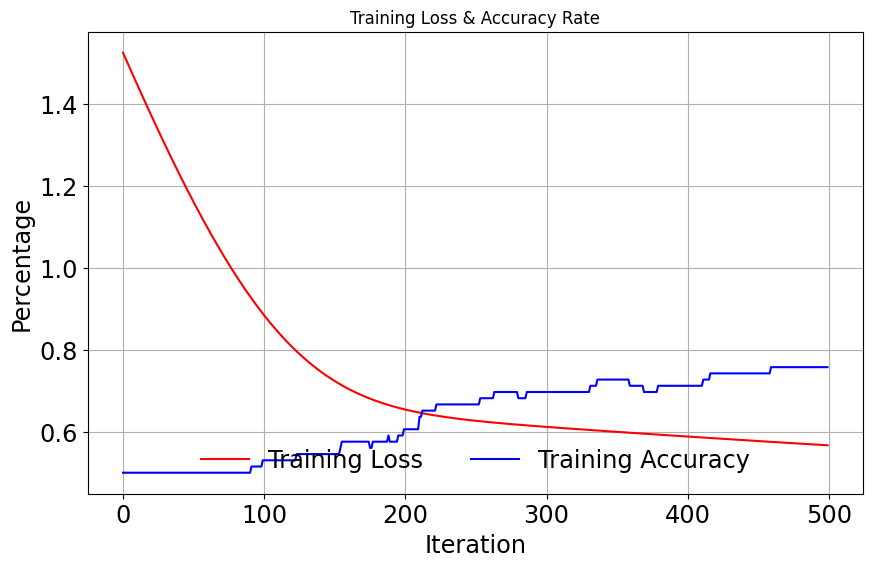 Training Loss & Accuracy Rate
1.4
1.2
1.0
0.8
0.6
Percentage
Training Loss Training Accuracy
0 100 200 300 400 500
Iteration